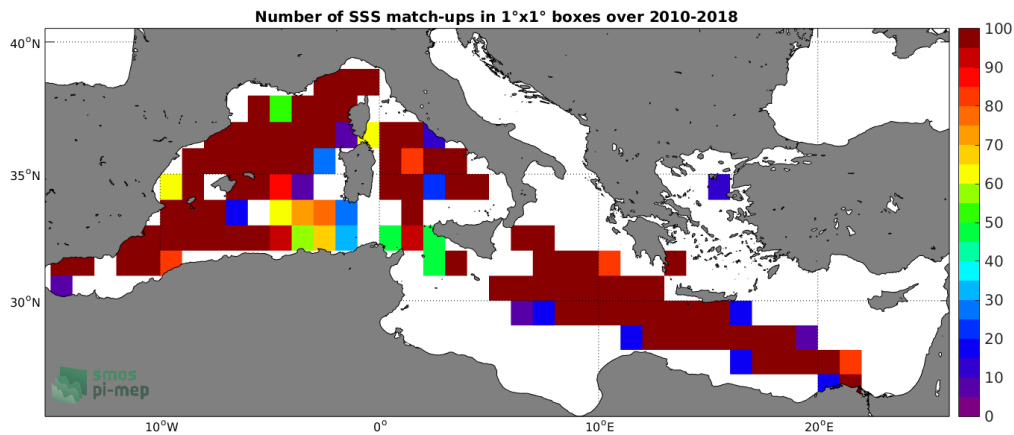 Number of SSS match-ups in 1°x1° boxes over 2010-2018
40°N
35°N
30°N
10°W
0°
10°E
20°E
100
90
80
70
60
50
40
30
20
10
0
smos
pi-mep